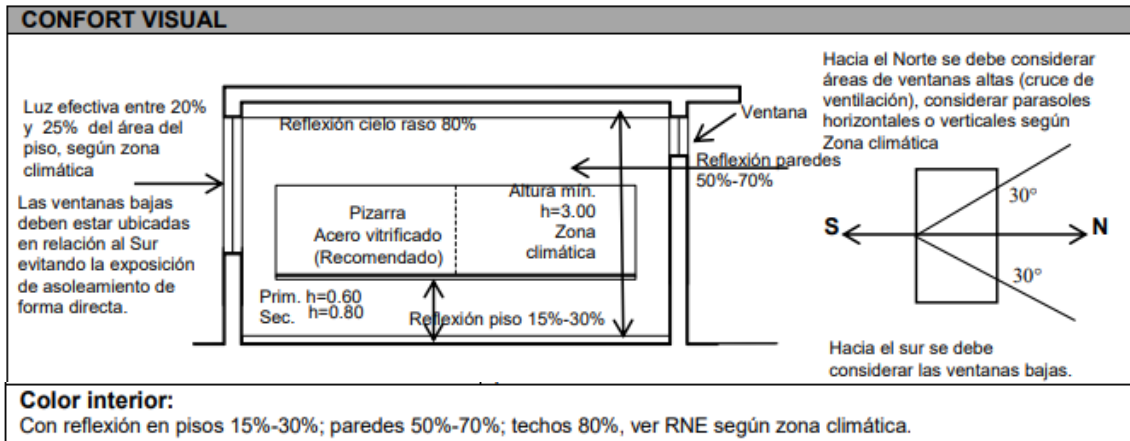 CONFORT VISUAL
Luz efectiva entre 20%
y 25% del área del
piso, según zona
climática
Las ventanas bajas
deben estar ubicadas
en relación al Sur
evitando la exposición
de asoleamiento de
forma directa.
Reflexión cielo raso 80%
Ventana
Reflexión paredes
50%-70%
Altura mín.
h=3.00
Zona
climática
Pizarra
Acero vitrificado
(Recomendado)
Prim. h=0.60
Sec. h=0.80
Reflexión piso 15%-30%
Hacia el Norte se debe considerar
áreas de ventanas altas (cruce de
ventilación), considerar parasoles
horizontales o verticales según
Zona climática
30°
S
N
30°
Hacia el sur se debe
considerar las ventanas bajas.
Color interior:
Con reflexión en pisos 15%-30%; paredes 50%-70%; techos 80%, ver RNE según zona climática.